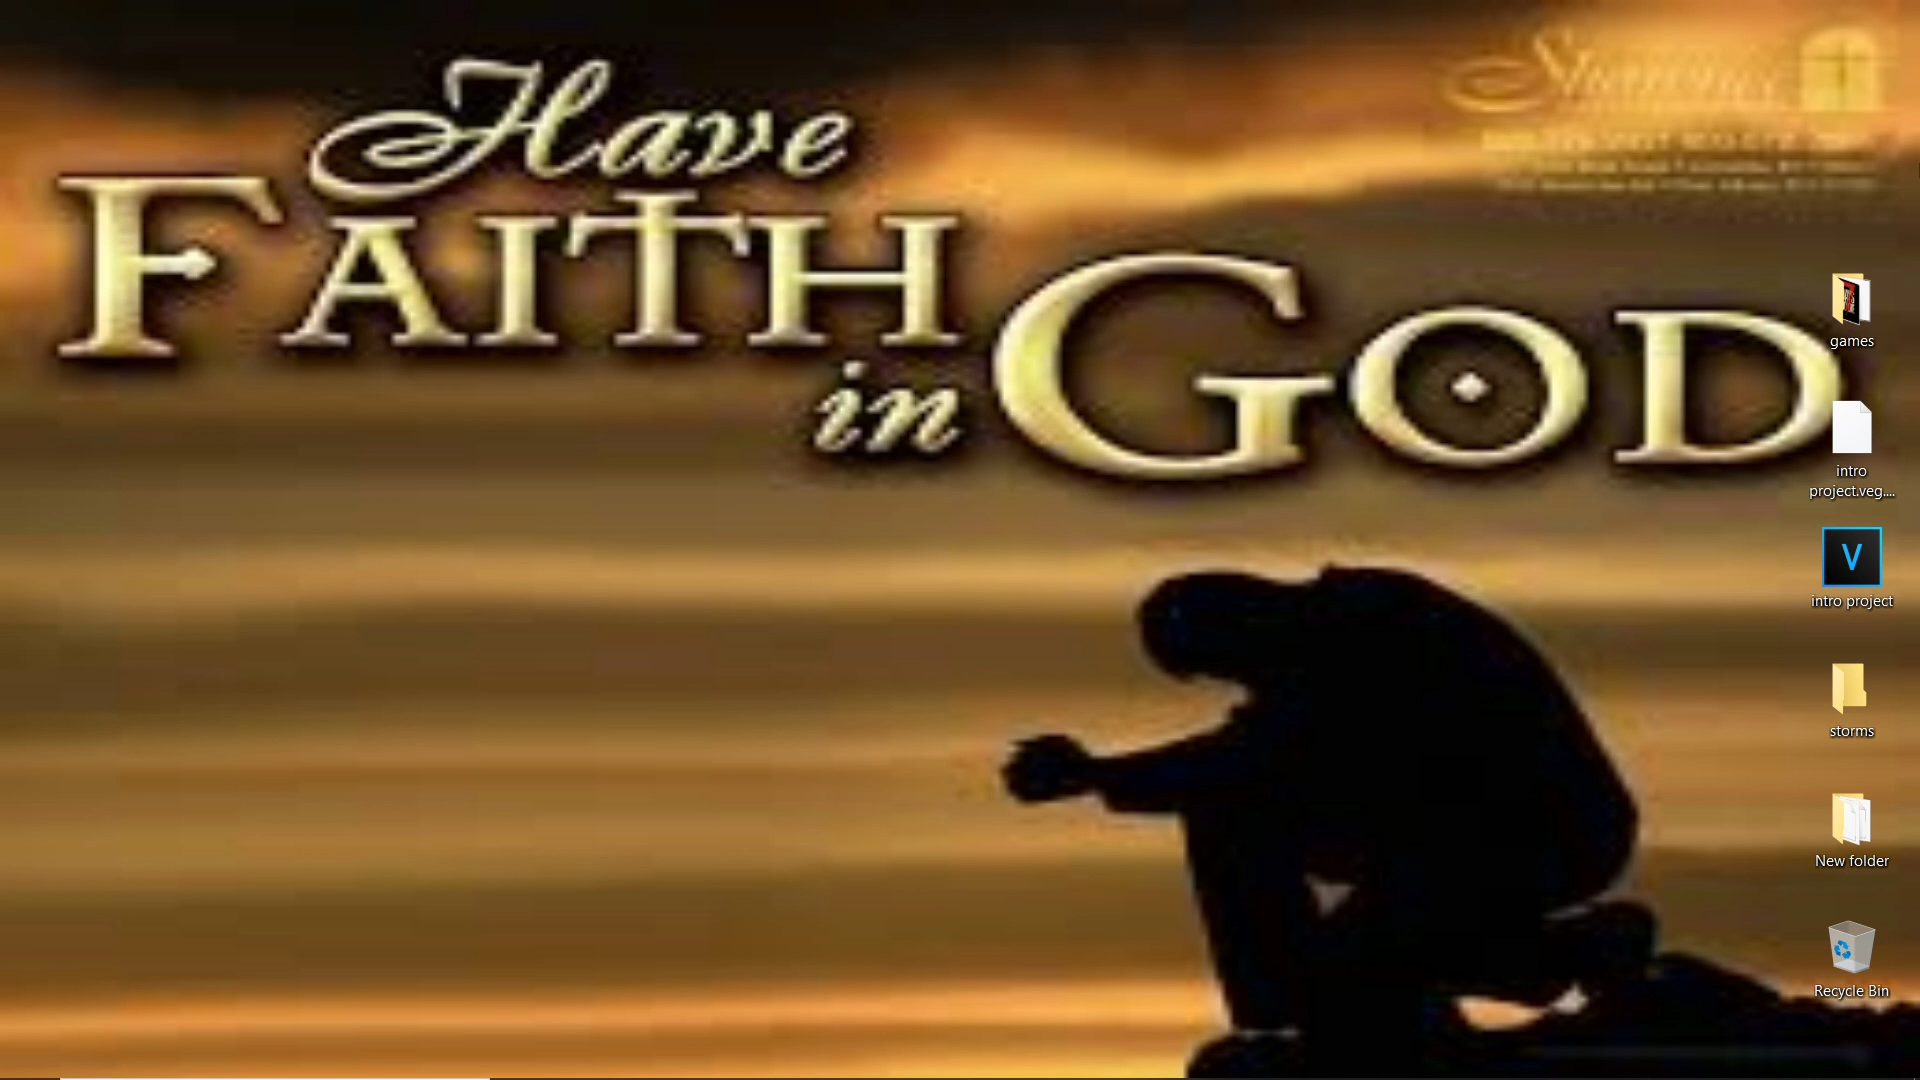 Have
FAITH
in GOD
games
intro
project.veg....
intro project
storms
New folder
Recycle Bin